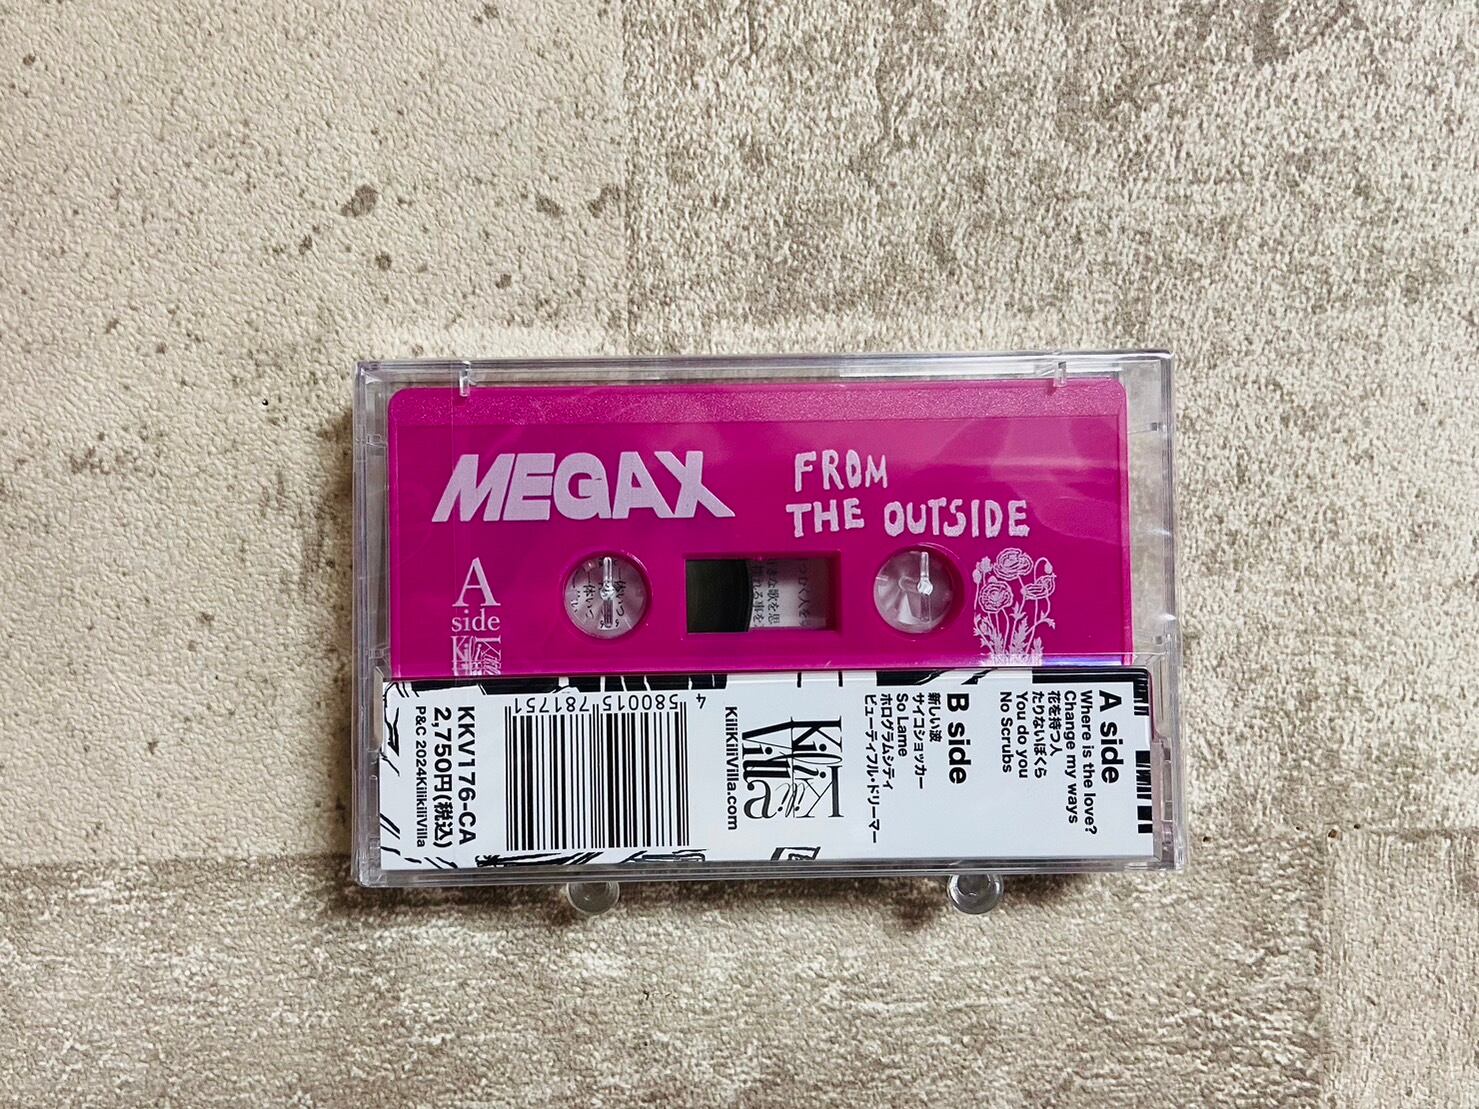 MEGAX
FROM
THE OUTSIDE
A
side
A side
Where is the love?
Change my ways
花を持つ人
たりないぼくら
You do you
No Scrubs
B side
新しい波
サイコショッカー
So Lame
ホログラムシティ
ビューティフル・ドリーマー
KiliKili
Villa
KiliKiliVilla.com
4 580015 781751
KKV176-CA
2,750円(税込)
P&C 2024KilikiliVilla